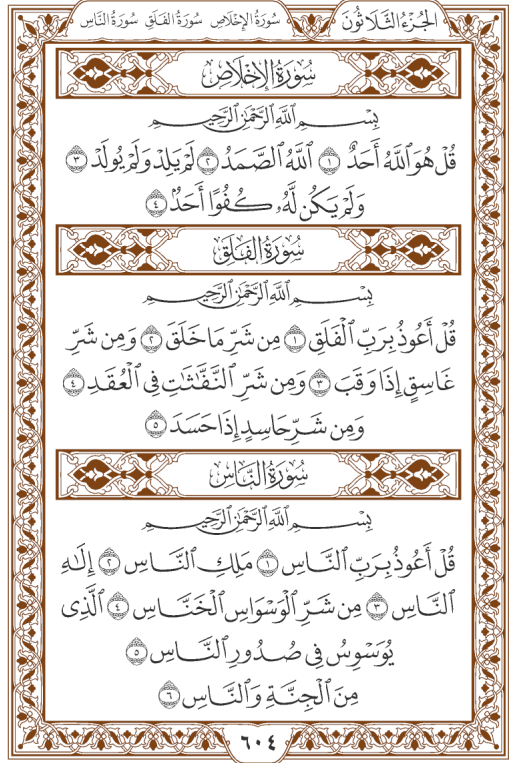 الجُزْءُ الثَّلَاثُونَ سُورَةُ الإِخْلَاصِ سُورَةُ الفَلَقِ سُورَةُ النَّاسِ
سُورَةُ الإِخْلَاصِ
بِسْمِ ٱللَّهِ ٱلرَّحْمَٰنِ ٱلرَّحِيمِ
قُلْ هُوَ ٱللَّهُ أَحَدٌ ١ ٱللَّهُ ٱلصَّمَدُ ٢ لَمْ يَلِدْ وَلَمْ يُولَدْ ٣
وَلَمْ يَكُن لَّهُۥ كُفُوًا أَحَدٌۢ ٤
سُورَةُ الفَلَقِ
بِسْمِ ٱللَّهِ ٱلرَّحْمَٰنِ ٱلرَّحِيمِ
قُلْ أَعُوذُ بِرَبِّ ٱلْفَلَقِ ١ مِن شَرِّ مَا خَلَقَ ٢ وَمِن شَرِّ
غَاسِقٍ إِذَا وَقَبَ ٣ وَمِن شَرِّ ٱلنَّفَّٰثَٰتِ فِى ٱلْعُقَدِ ٤
وَمِن شَرِّ حَاسِدٍ إِذَا حَسَدَ ٥
سُورَةُ النَّاسِ
بِسْمِ ٱللَّهِ ٱلرَّحْمَٰنِ ٱلرَّحِيمِ
قُلْ أَعُوذُ بِرَبِّ ٱلنَّاسِ ١ مَلِكِ ٱلنَّاسِ ٢ إِلَٰهِ
ٱلنَّاسِ ٣ مِن شَرِّ ٱلْوَسْوَاسِ ٱلْخَنَّاسِ ٤ ٱلَّذِى
يُوَسْوِسُ فِى صُدُورِ ٱلنَّاسِ ٥
مِنَ ٱلْجِنَّةِ وَٱلنَّاسِ ٦
٦٠٤